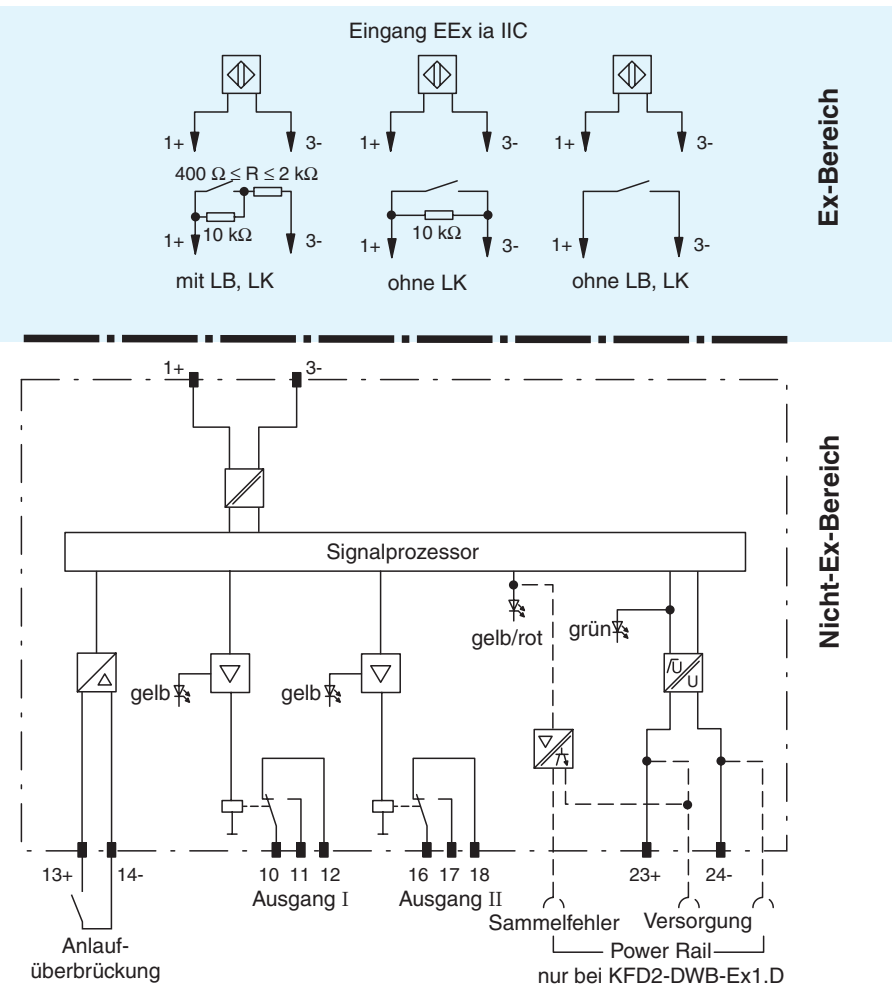 Eingang EEx ia IIC
1+ 3- 1+ 3- 1+ 3-
400 Ω ≤ R ≤ 2 kΩ
10 kΩ 10 kΩ
1+ 3- 1+ 3- 1+ 3-
mit LB, LK ohne LK ohne LB, LK
Ex-Bereich
1+ 3-
Nicht-Ex-Bereich
Signalprozessor
gelb/rot grün
gelb gelb
U
U
13+ 14- 10 11 12 16 17 18 23+ 24-
Ausgang I Ausgang II
Sammelfehler Versorgung
Anlauf-
überbrückung
Power Rail
nur bei KFD2-DWB-Ex1.D